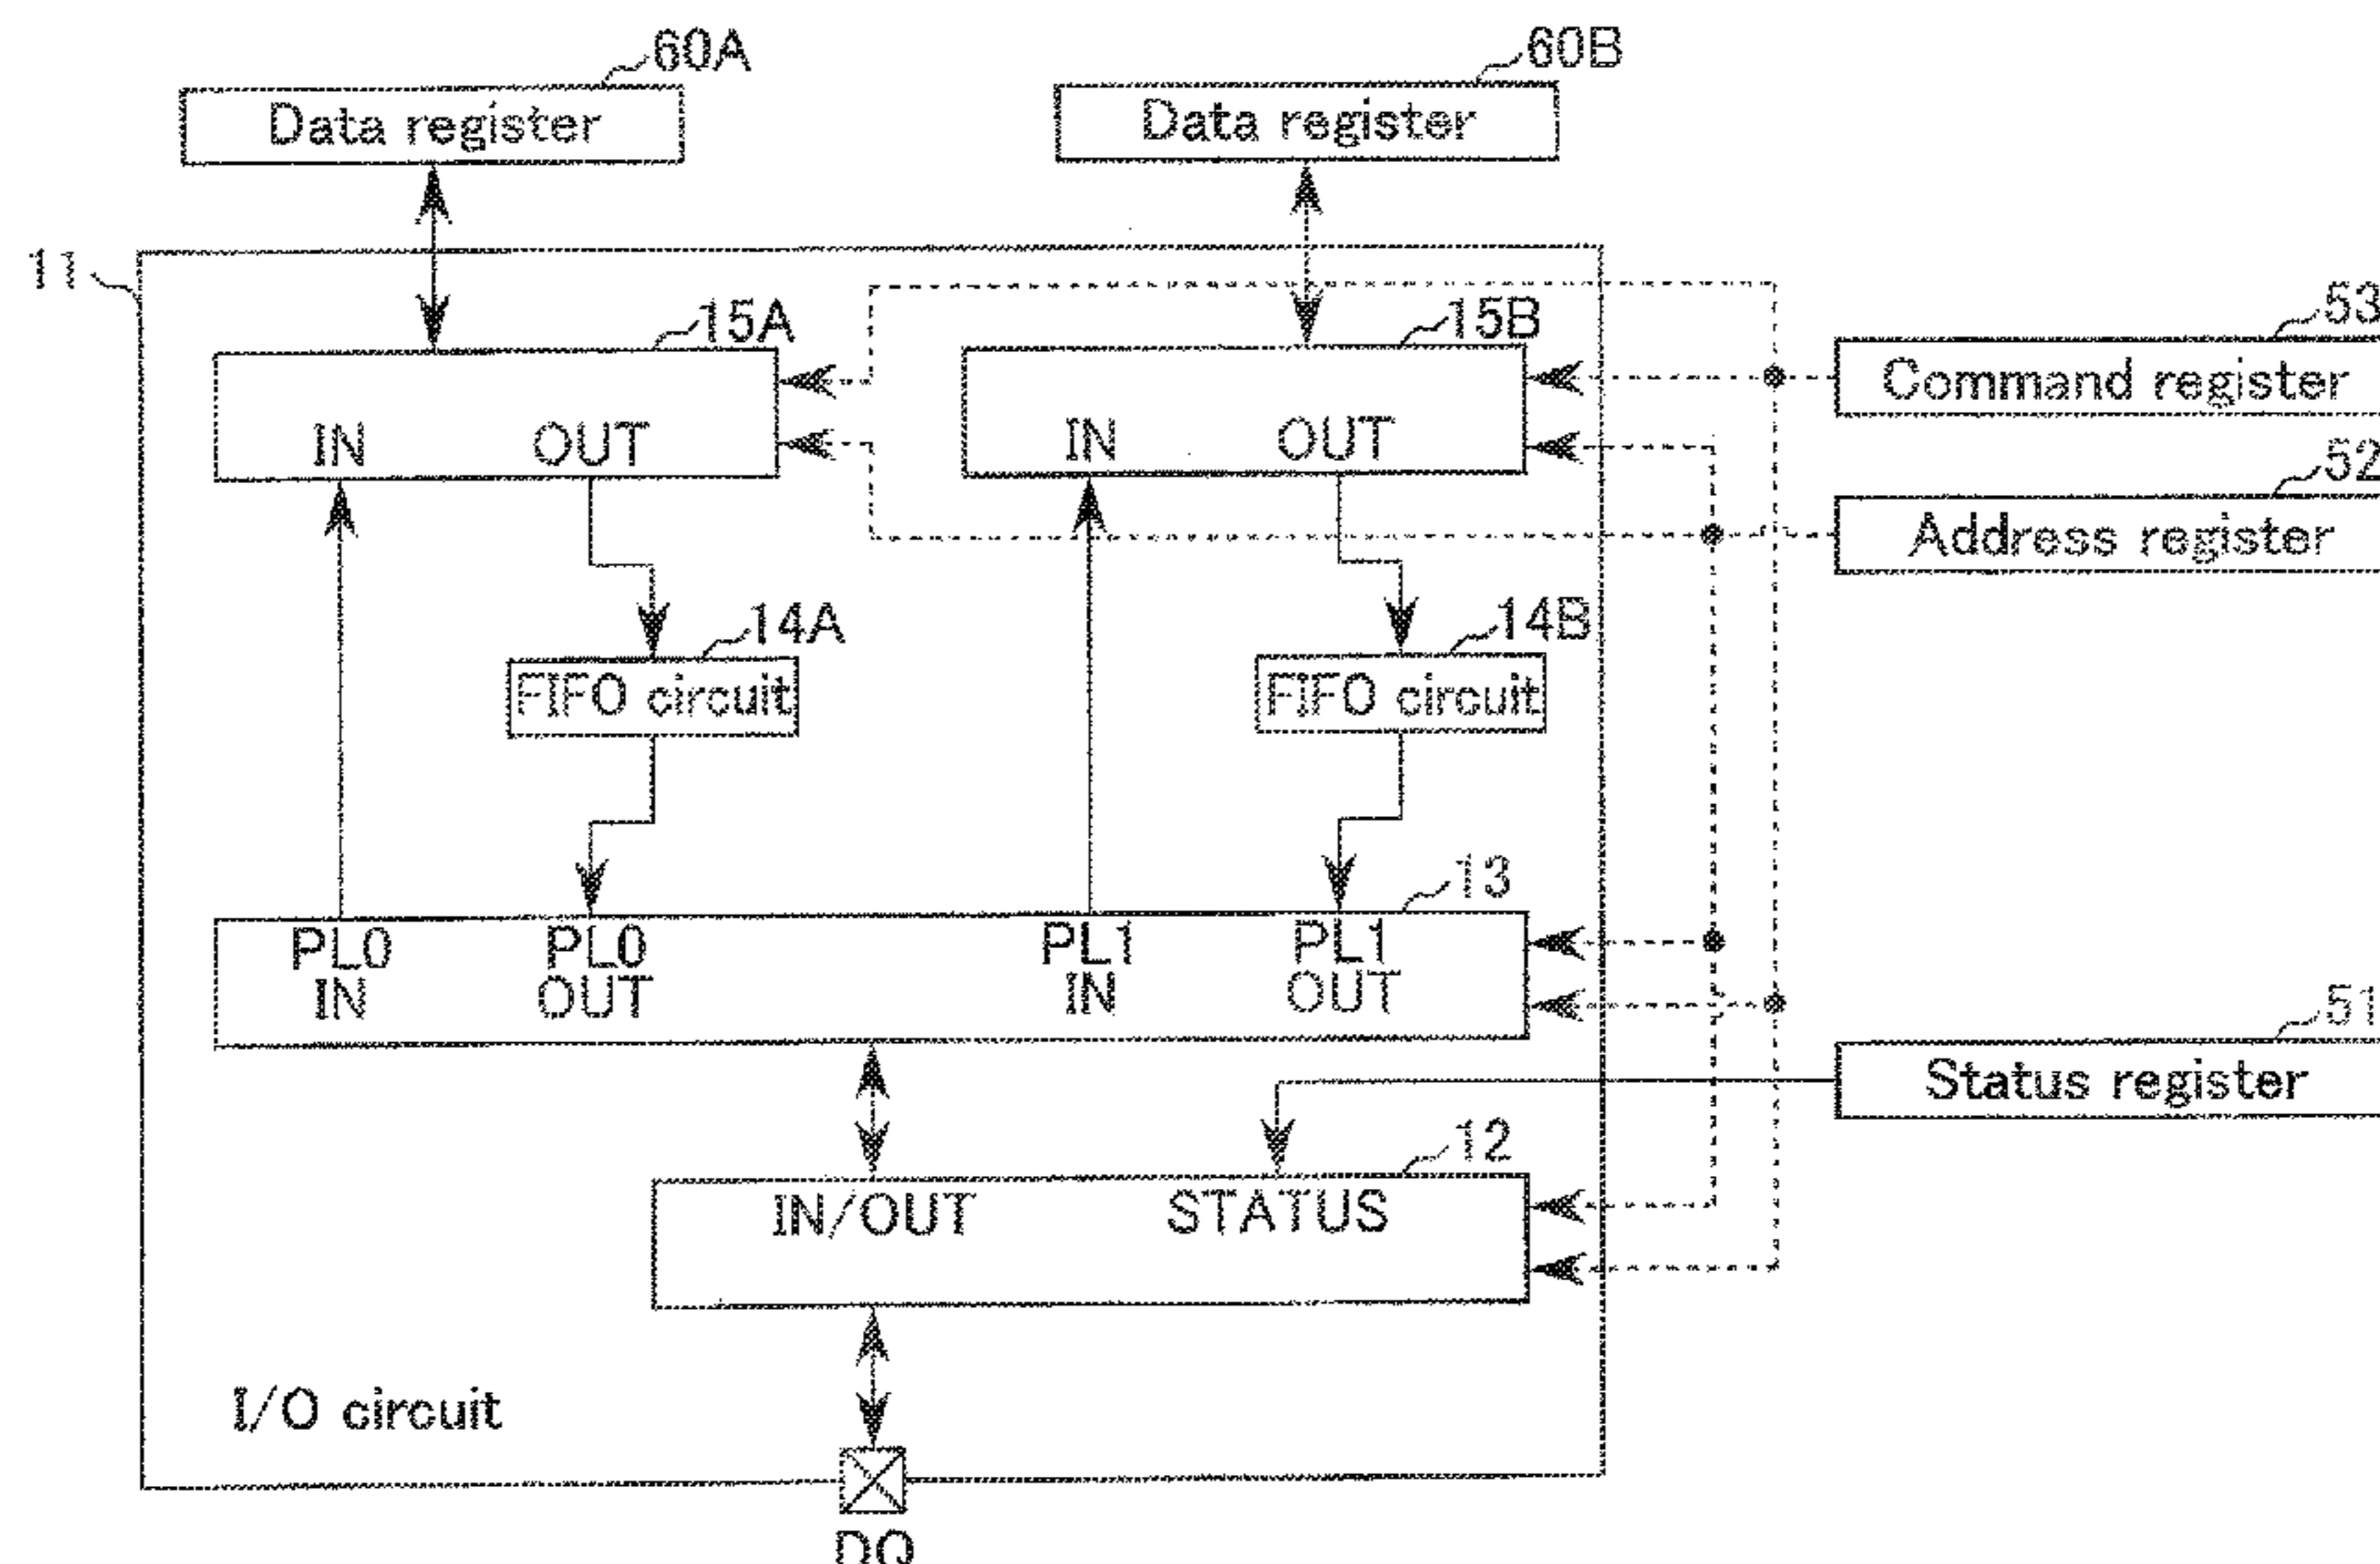 60A
60B
Data register
Data register
11
15A
15B
53
Command register
IN OUT
IN OUT
52
Address register
14A
14B
FIFO circuit
FIFO circuit
13
PL0 IN
PL0 OUT
PL1 IN
PL1 OUT
51
Status register
12
IN/OUT
STATUS
I/O circuit
DQ